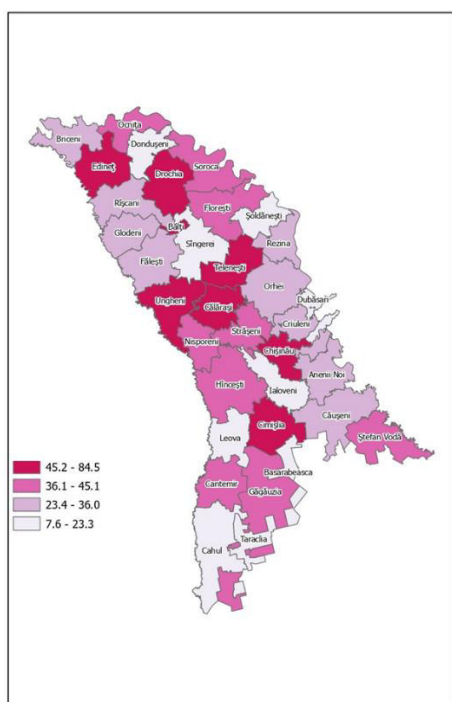 Ocnița
Briceni
Dondușeni
Edineț
Soroca
Drochia
Rîșcani
Florești
Șoldănești
Bălți
Glodeni
Sîngerei
Rezina
Fălești
Telenești
Orhei
Dubăsari
Ungheni
Călărași
Criuleni
Nisporeni
Strășeni
Chișinău
Anenii Noi
Hîncești
Ialoveni
Căușeni
Cimișlia
Ștefan Vodă
Leova
Basarabeasca
Cantemir
Găgăuzia
Taraclia
Cahul
45.2 - 84.5
36.1 - 45.1
23.4 - 36.0
7.6 - 23.3